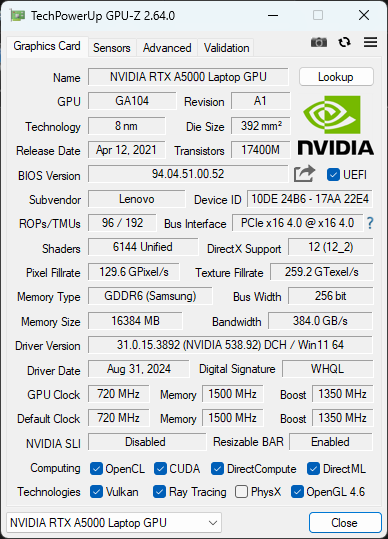 TechPowerUp GPU-Z 2.64.0
Graphics Card Sensors Advanced Validation
Name NVIDIA RTX A5000 Laptop GPU Lookup
GPU GA104 Revision A1
Technology 8 nm Die Size 392 mm²
Release Date Apr 12, 2021 Transistors 17400M
NVIDIA
BIOS Version 94.04.51.00.52 UEFI
Subvendor Lenovo Device ID 10DE 24B6 - 17AA 22E4
ROPs/TMUs 96 / 192 Bus Interface PCIe x16 4.0 @ x16 4.0 ?
Shaders 6144 Unified DirectX Support 12 (12_2)
Pixel Fillrate 129.6 GPixel/s Texture Fillrate 259.2 GTexel/s
Memory Type GDDR6 (Samsung) Bus Width 256 bit
Memory Size 16384 MB Bandwidth 384.0 GB/s
Driver Version 31.0.15.3892 (NVIDIA 538.92) DCH / Win11 64
Driver Date Aug 31, 2024 Digital Signature WHQL
GPU Clock 720 MHz Memory 1500 MHz Boost 1350 MHz
Default Clock 720 MHz Memory 1500 MHz Boost 1350 MHz
NVIDIA SLI Disabled Resizable BAR Enabled
Computing OpenCL CUDA DirectCompute DirectML
Technologies Vulkan Ray Tracing PhysX OpenGL 4.6
NVIDIA RTX A5000 Laptop GPU Close